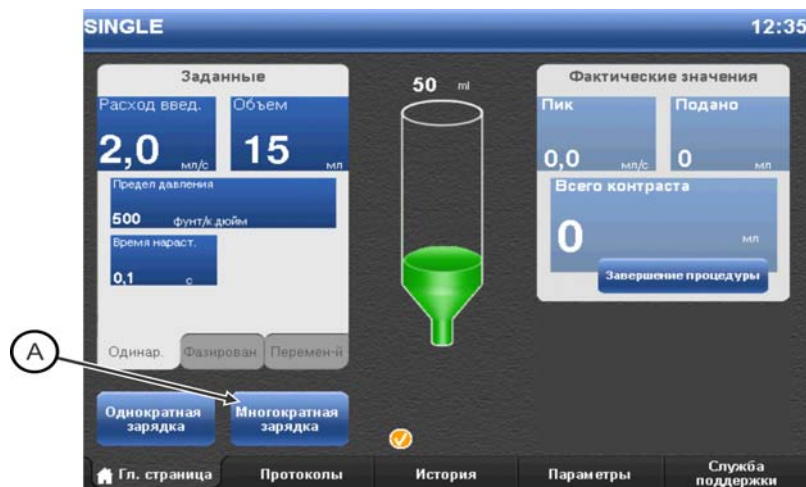 SINGLE 12:35
Заданные
Расход введ. Объем
2,0 мл/с 15 мл
Предел давления
500 фунт/к.дюйм
Время нараст.
0,1 с
Одинар. Фазирован Перемен-й
Однократная
зарядка
Многократная
зарядка
A
50 ml
Фактические значения
Пик Подано
0,0 мл/с 0 мл
Всего контраста
0 мл
Завершение процедуры
Гл. страница Протоколы История Параметры Служба
поддержки